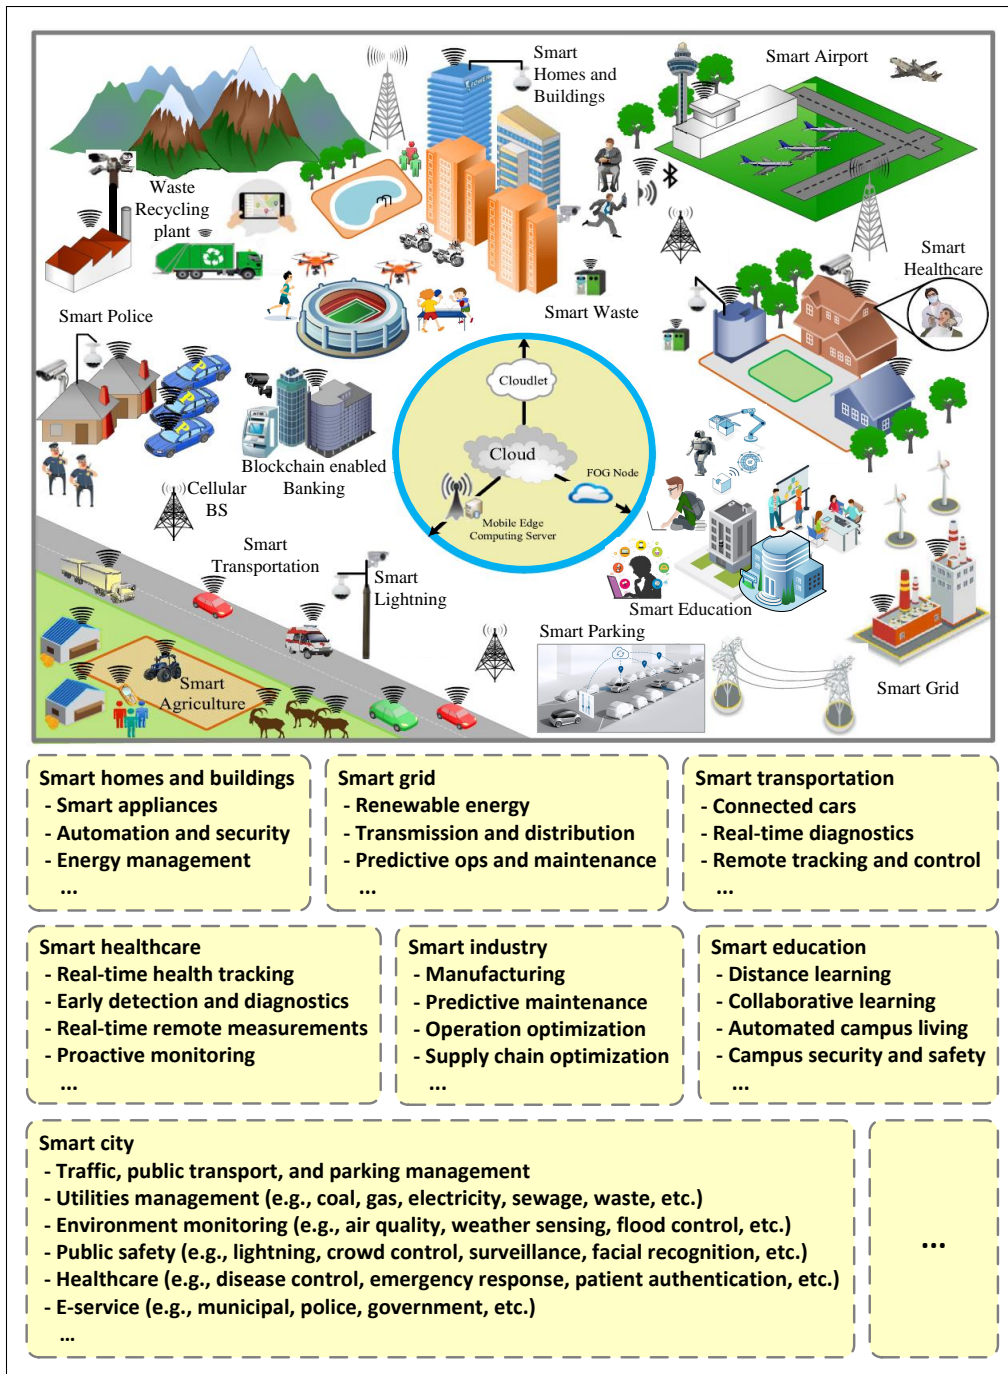 Smart
Homes and
Buildings
Smart Airport
Waste
Recycling
plant
Smart
Healthcare
Smart Police
Smart Waste
Cloudlet
Cloud
FOG Node
Mobile Edge
Computing Server
ATM
P
P
P
Blockchain enabled
Banking
Cellular
BS
Smart
Transportation
Smart
Lightning
Smart Education
Smart Parking
Smart
Agriculture
Smart Grid
Smart homes and buildings
- Smart appliances
- Automation and security
- Energy management
...
Smart grid
- Renewable energy
- Transmission and distribution
- Predictive ops and maintenance
...
Smart transportation
- Connected cars
- Real-time diagnostics
- Remote tracking and control
...
Smart healthcare
- Real-time health tracking
- Early detection and diagnostics
- Real-time remote measurements
- Proactive monitoring
...
Smart industry
- Manufacturing
- Predictive maintenance
- Operation optimization
- Supply chain optimization
...
Smart education
- Distance learning
- Collaborative learning
- Automated campus living
- Campus security and safety
...
Smart city
- Traffic, public transport, and parking management
- Utilities management (e.g., coal, gas, electricity, sewage, waste, etc.)
- Environment monitoring (e.g., air quality, weather sensing, flood control, etc.)
- Public safety (e.g., lightning, crowd control, surveillance, facial recognition, etc.)
- Healthcare (e.g., disease control, emergency response, patient authentication, etc.)
- E-service (e.g., municipal, police, government, etc.)
...
...